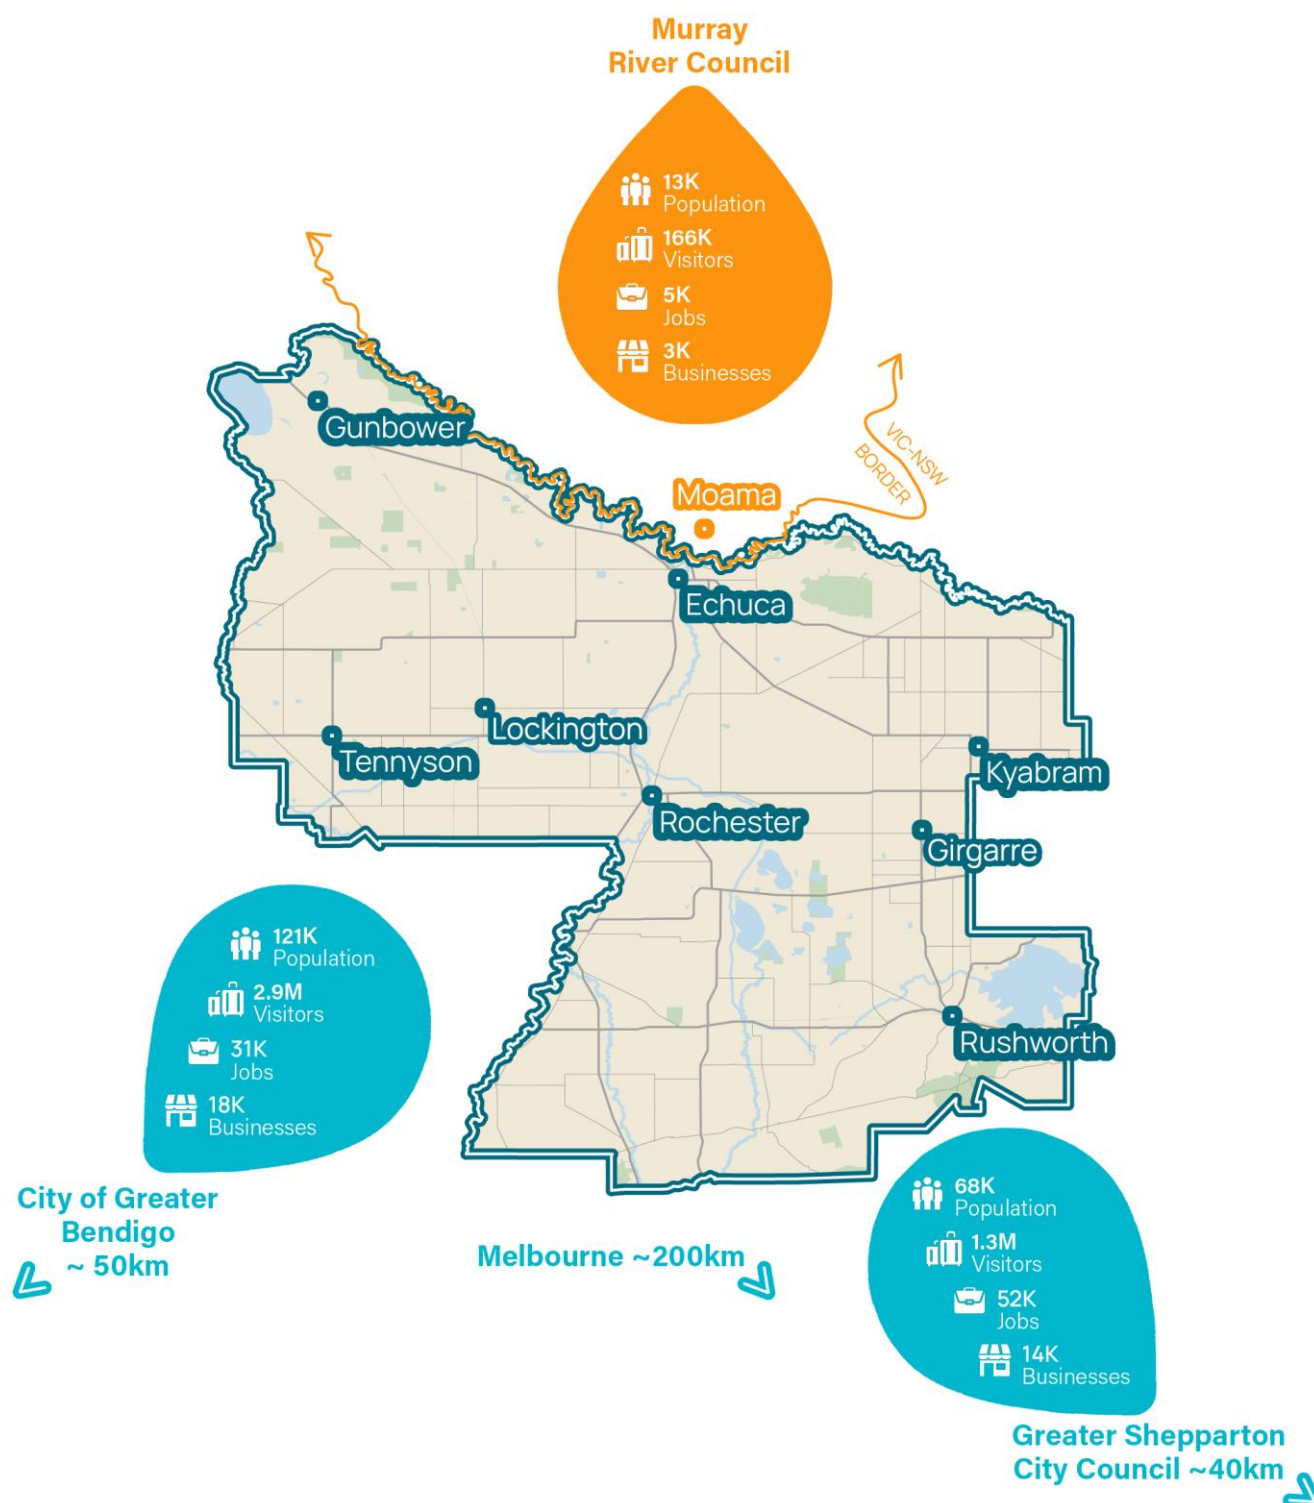 Murray
River Council
13K
Population
166K
Visitors
5K
Jobs
3K
Businesses
VIC-NSW
BORDER
Gunbower
Moama
Echuca
Lockington
Tennyson
Kyabram
Rochester
Girgarre
Rushworth
121K
Population
2.9M
Visitors
31K
Jobs
18K
Businesses
City of Greater
Bendigo
~ 50km
Melbourne ~200km
68K
Population
1.3M
Visitors
52K
Jobs
14K
Businesses
Greater Shepparton
City Council ~40km